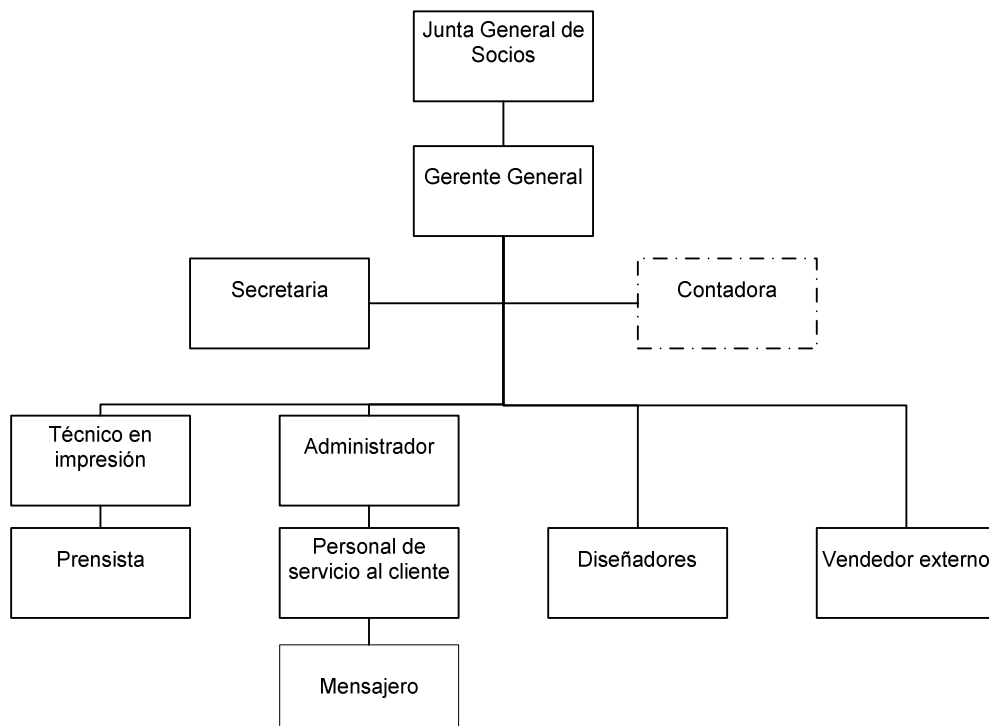 Junta General de
Socios
Gerente General
Secretaria
Contadora
Técnico en
impresión
Administrador
Prensista
Personal de
servicio al cliente
Diseñadores
Vendedor externo
Mensajero